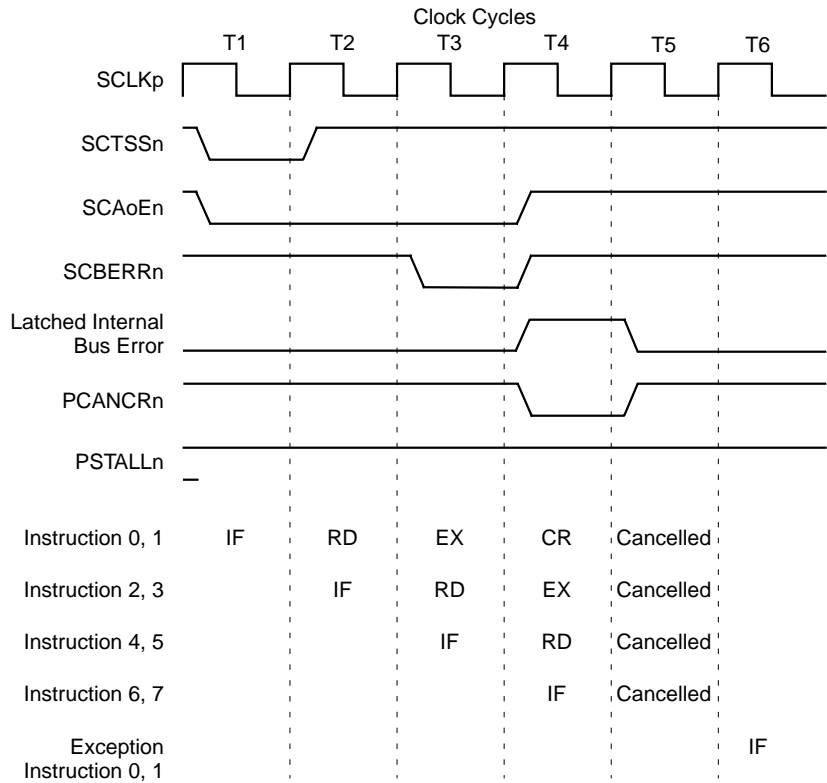 Clock Cycles
T1 T2 T3 T4 T5 T6
SCLKp
SCTSSn
SCAoEn
SCBERRn
Latched Internal
Bus Error
PCANCRn
PSTALLn
Instruction 0, 1 IF RD EX CR Cancelled
Instruction 2, 3 IF RD EX Cancelled
Instruction 4, 5 IF RD Cancelled
Instruction 6, 7 IF Cancelled
Exception IF
Instruction 0, 1